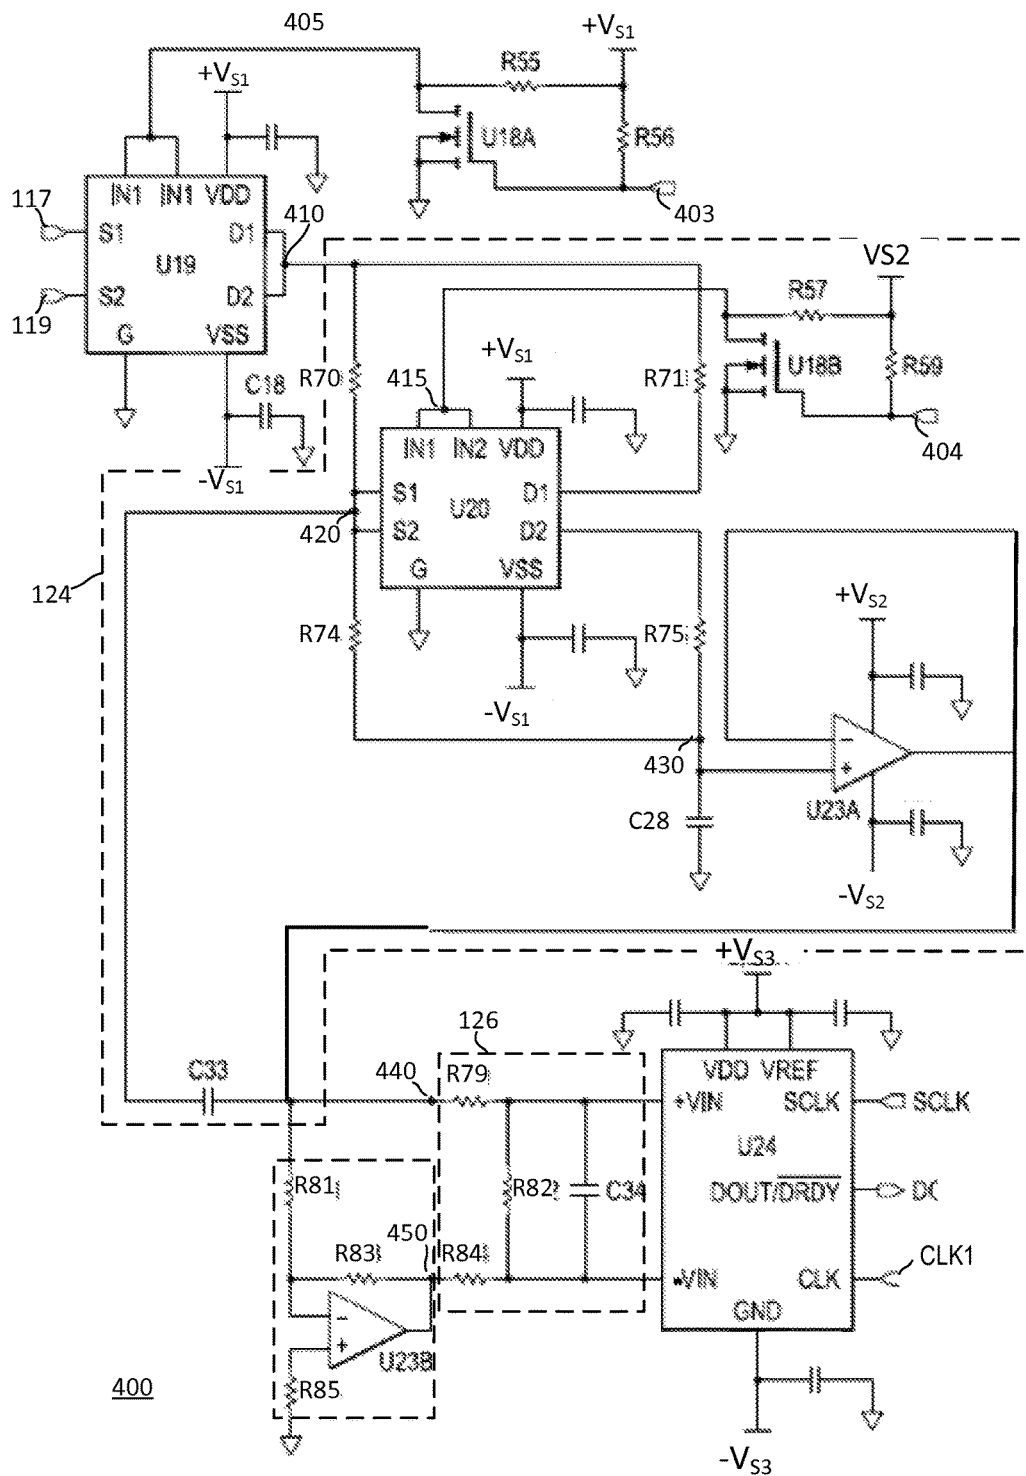 405
+VS1
R55
+VS1
U18A
R56
403
117
IN1
IN1
VDD
S1
D1
410
U19
119
S2
D2
G
VSS
VS2
R57
+VS1
U18B
R59
R70
R71
C18
415
404
-VS1
IN1
IN2
VDD
S1
D1
U20
420
S2
D2
G
VSS
124
R74
R75
+VS2
-VS1
430
U23A
C28
-VS2
+VS3
126
C33
440
R79
VDD
VREF
+VIN
SCLK
SCLK
U24
R81
R82
C34
DOUT/DRDY
450
R83
R84
VIN
CLK
CLK1
GND
U23B
400
R85
-VS3